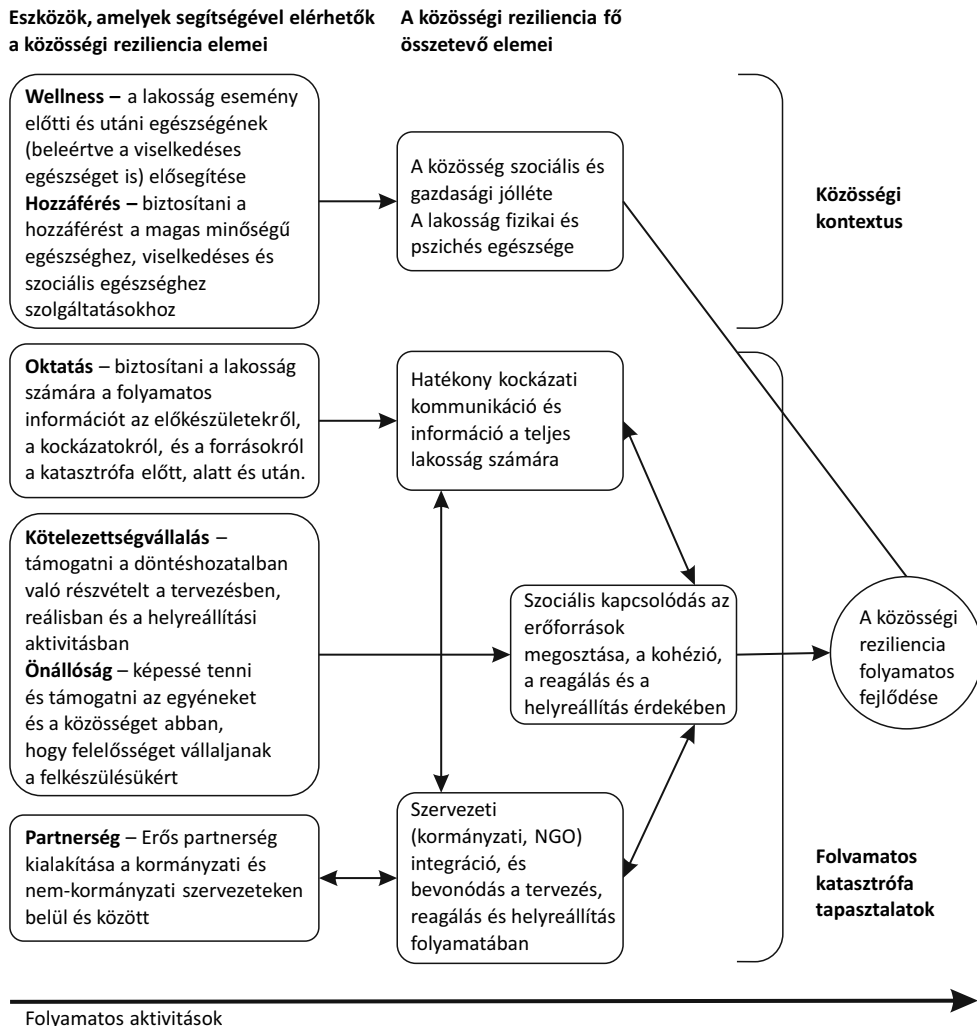 Eszközök, amelyek segítségével elérhetők
a közösségi reziliencia elemei
A közösségi reziliencia fő
összetevő elemei
Wellness – a lakosság esemény
előtti és utáni egészségének
(beleértve a viselkedéses
egészséget is) elősegítése
Hozzáférés – biztosítani a
hozzáférést a magas minőségű
egészséghez, viselkedéses és
szociális egészséghez
szolgáltatásokhoz
A közösség szociális és
gazdasági jólléte
A lakosság fizikai és
pszichés egészsége
Közösségi
kontextus
Oktatás – biztosítani a lakosság
számára a folyamatos
információt az előkészületekről,
a kockázatokról, és a forrásokról
a katasztrófa előtt, alatt és után.
Hatékony kockázati
kommunikáció és
információ a teljes
lakosság számára
Kötelezettségvállalás –
támogatni a döntéshozatalban
való részvételt a tervezésben,
reálisban és a helyreállítási
aktivitásban
Önállóság – képessé tenni
és támogatni az egyéneket
és a közösséget abban,
hogy felelősséget vállaljanak
a felkészülésükért
Szociális kapcsolódás az
erőforrások
megosztása, a kohézió,
a reagálás és a
helyreállítás érdekében
A közösségi
reziliencia
folyamatos
fejlődése
Partnerség – Erős partnerség
kialakítása a kormányzati és
nem-kormányzati szervezeteken
belül és között
Szervezeti
(kormányzati, NGO)
integráció, és
bevonódás a tervezés,
reagálás és helyreállítás
folyamatában
Folvamatos
katasztrófa
tapasztalatok
Folyamatos aktivitások